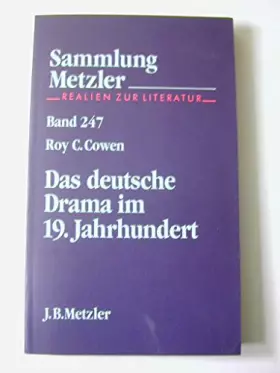 Sammlung
Metzler
REALIEN ZUR LITERATUR
Band 247
Roy C. Cowen
Das deutsche
Drama im
19. Jahrhundert
J.B.Metzler